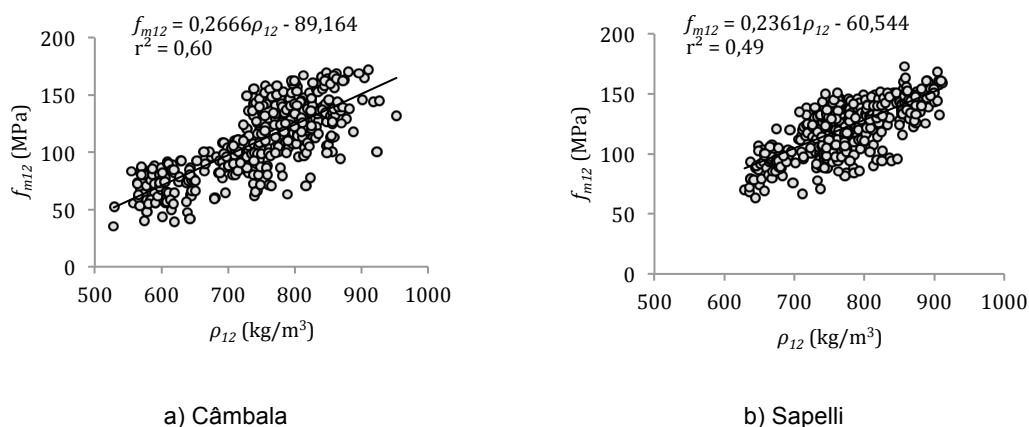 f_m12 = 0,2666ρ_12 - 89,164
r² = 0,60
200
150
100
50
0
f_m12 (MPa)
500 600 700 800 900 1000
ρ_12 (kg/m³)
a) Câmbala
f_m12 = 0,2361ρ_12 - 60,544
r² = 0,49
200
150
100
50
0
f_m12 (MPa)
500 600 700 800 900 1000
ρ_12 (kg/m³)
b) Sapelli